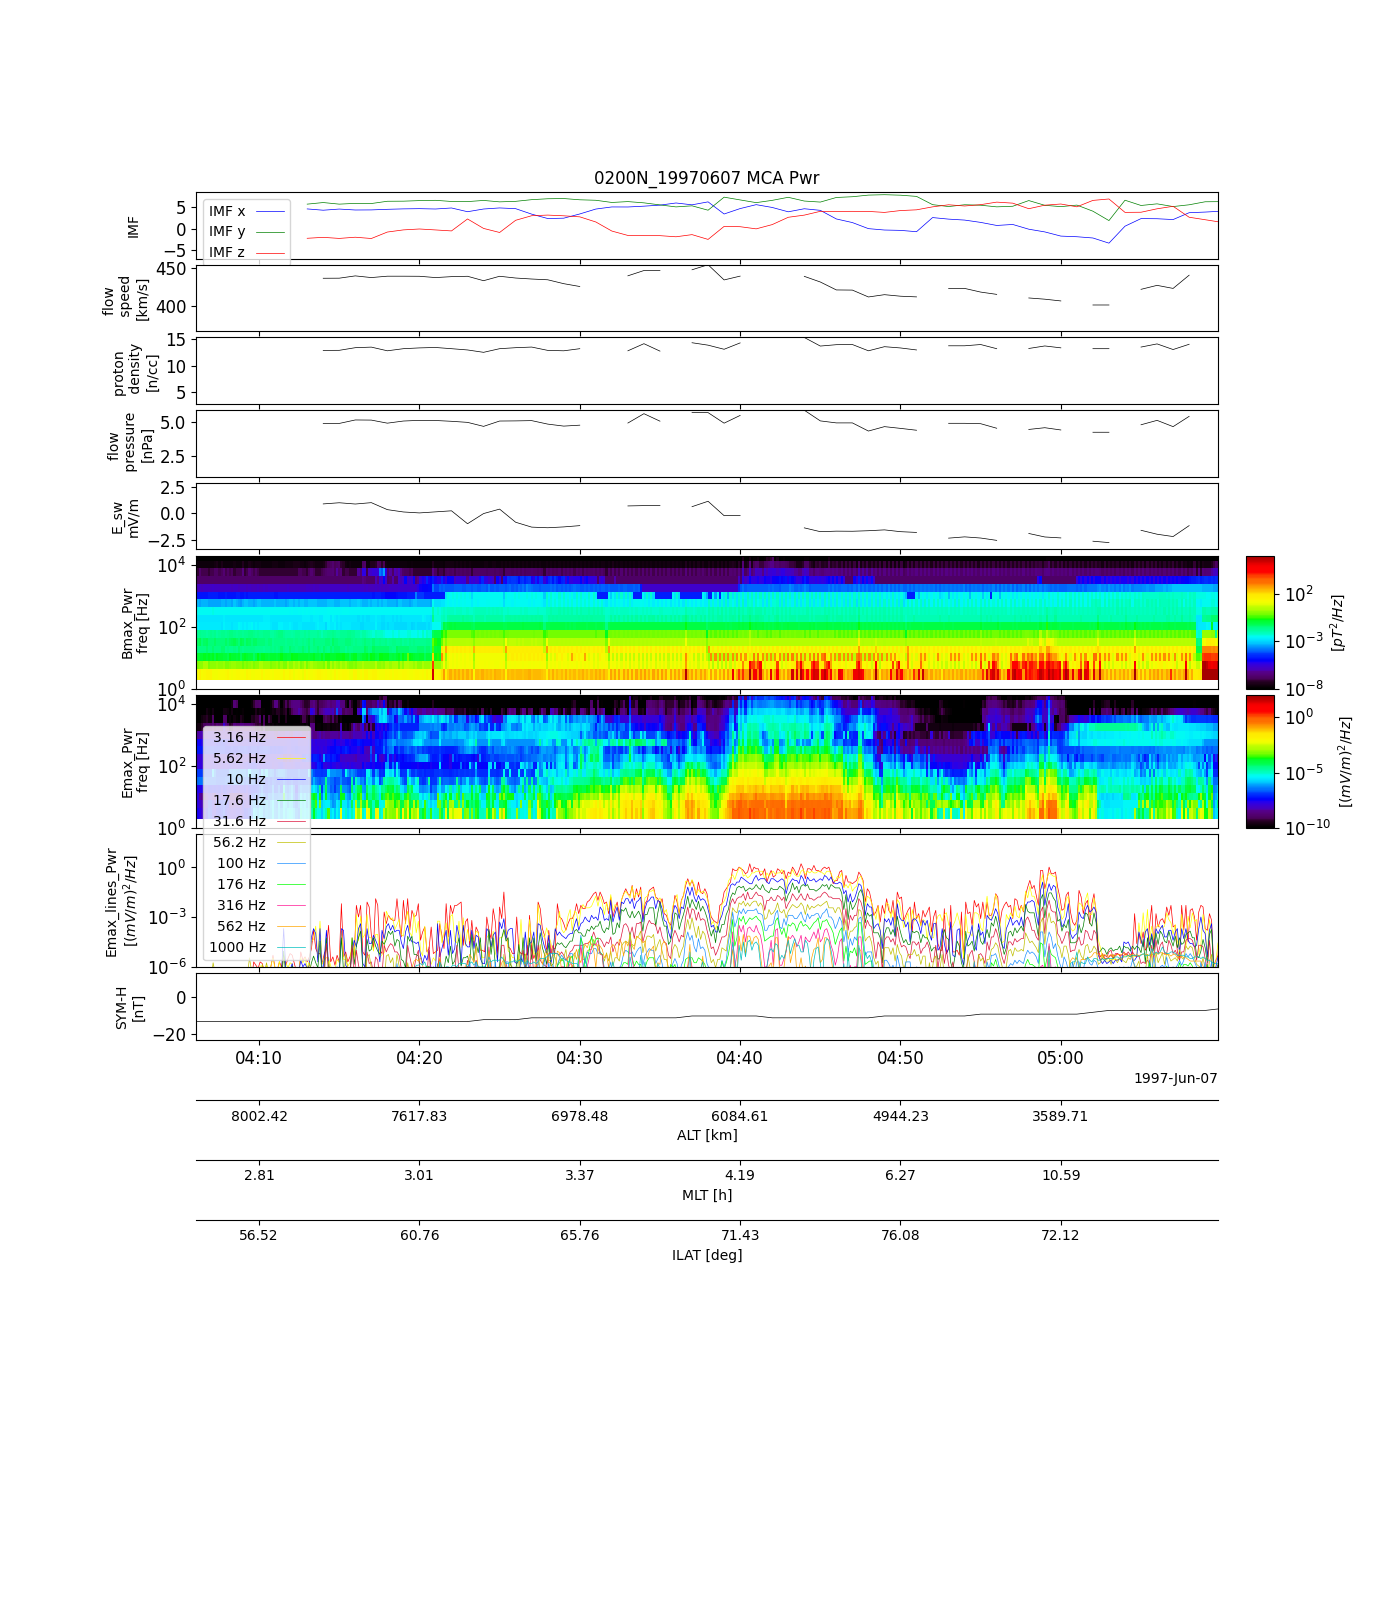 0200N_19970607 MCA Pwr
IMF
5
0
−5
IMF x
IMF y
IMF z
flow
speed
[km/s]
450
400
proton
density
[n/cc]
15
10
5
flow
pressure
[nPa]
5.0
2.5
E_sw
mV/m
2.5
0.0
−2.5
Bmax_Pwr
freq [Hz]
10^4
10^2
10^0
10^2
10^−3
10^−8
[pT^2/Hz]
Emax_Pwr
freq [Hz]
10^4
10^2
10^0
10^0
10^−5
10^−10
[(mV/m)^2/Hz]
3.16 Hz
5.62 Hz
10 Hz
17.6 Hz
31.6 Hz
56.2 Hz
100 Hz
176 Hz
316 Hz
562 Hz
1000 Hz
Emax_lines_Pwr
[(mV/m)^2/Hz]
10^0
10^−3
10^−6
SYM-H
[nT]
0
−20
04:10 04:20 04:30 04:40 04:50 05:00
1997-Jun-07
8002.42 7617.83 6978.48 6084.61 4944.23 3589.71
ALT [km]
2.81 3.01 3.37 4.19 6.27 10.59
MLT [h]
56.52 60.76 65.76 71.43 76.08 72.12
ILAT [deg]